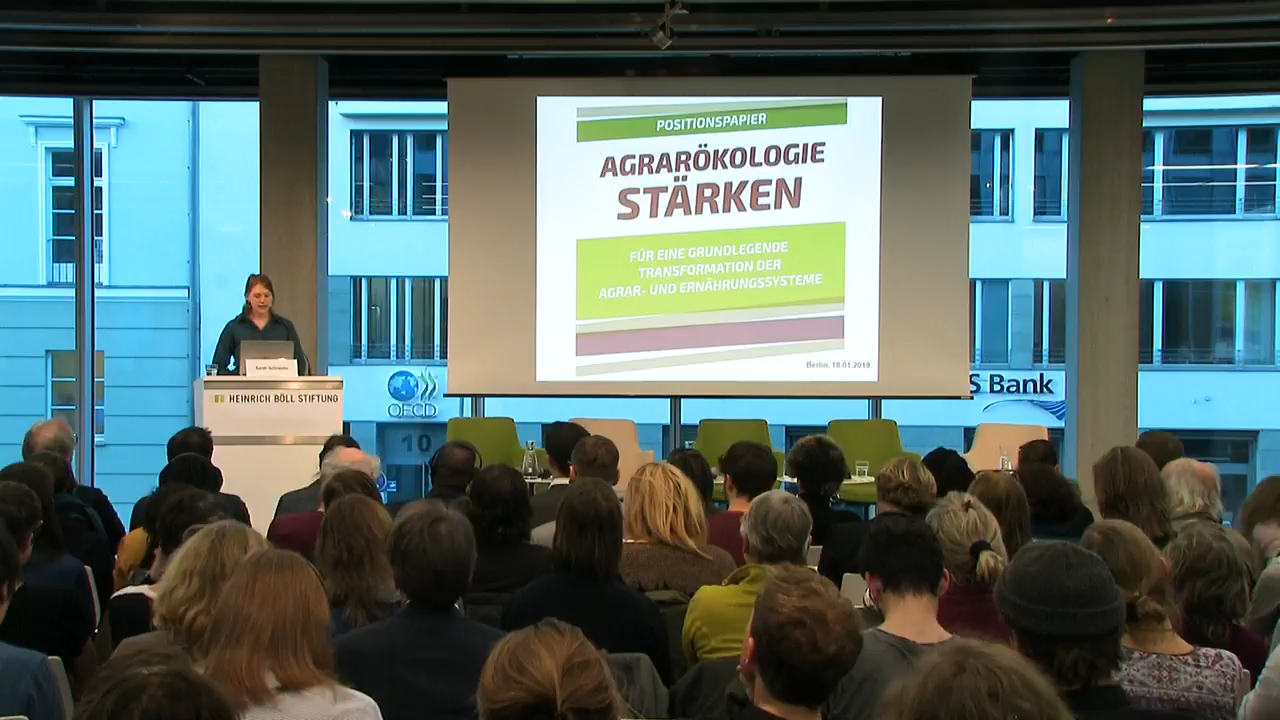 POSITIONSPAPIER
AGRARÖKOLOGIE
STÄRKEN
FÜR EINE GRUNDLEGENDE
TRANSFORMATION DER
AGRAR- UND ERNÄHRUNGSSYSTEME
Berlin, 18.01.2019
HEINRICH BÖLL STIFTUNG
OECD
10
S Bank